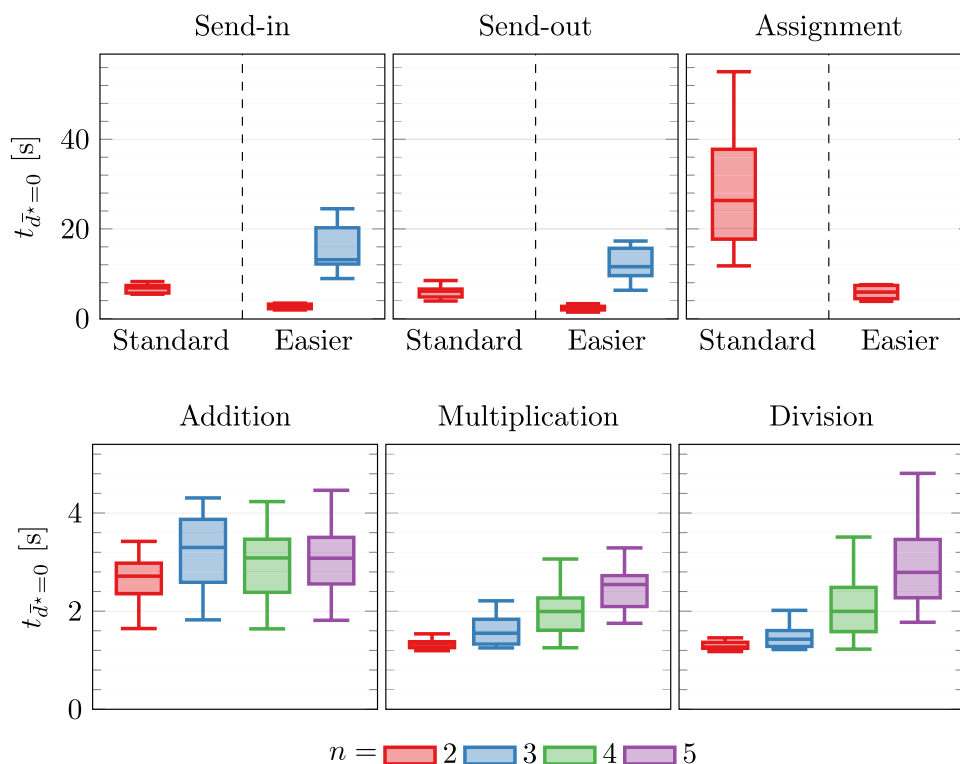 Send-in Send-out Assignment
t_{d̄⋆=0} [s]
40
20
0
Standard Easier Standard Easier Standard Easier
Addition Multiplication Division
t_{d̄⋆=0} [s]
4
2
0
n = 2 3 4 5